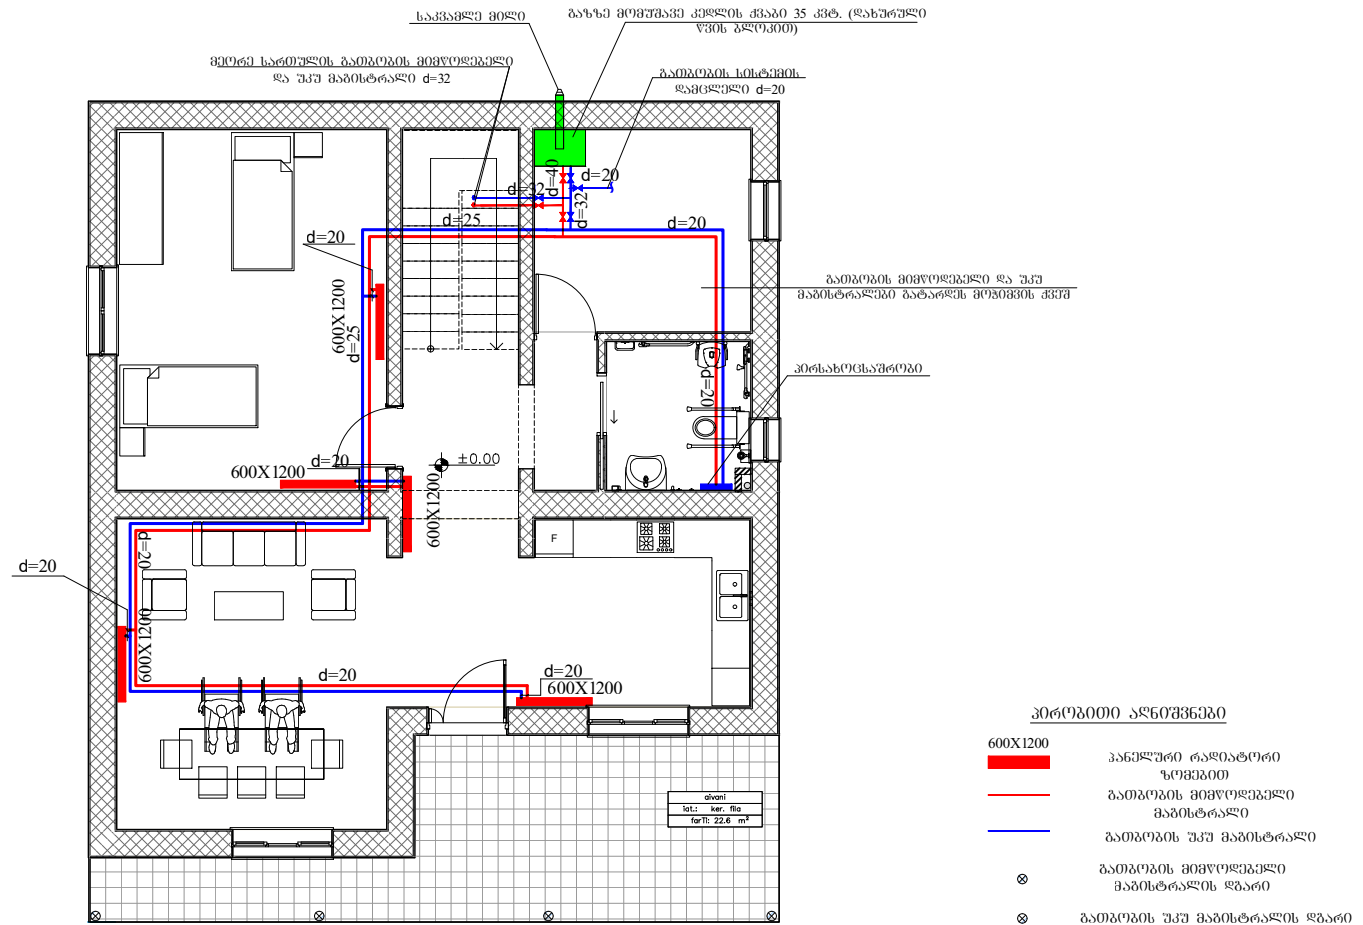 საკვამლე მილი
გაზზე მომუშავე კედლის ქვაბი 35 კვტ. (დახურული
წვის ბლოკით)
მეორე სართულის გათბობის მიმწოდებელი
და უკუ მაგისტრალი d=32
გათბობის სისტემის
დამცლელი d=20
d=40
d=20
d=32
d=32
d=25
d=20
d=20
600X1200
d=25
გათბობის მიმწოდებელი და უკუ
მაგისტრალები გატარდეს მოჭიმვის ქვეშ
პირსახოცსაშრობი
d=20
±0.00
d=20
600X1200
600X1200
F
d=20
d=20
600X1200
d=20
d=20
600X1200
aivani
iat.: ker. fila
farTi: 22.6 m²
პირობითი აღნიშვნები
600X1200
პანელური რადიატორი
ზომებით
გათბობის მიმწოდებელი
მაგისტრალი
გათბობის უკუ მაგისტრალი
გათბობის მიმწოდებელი
მაგისტრალის დგარი
გათბობის უკუ მაგისტრალის დგარი